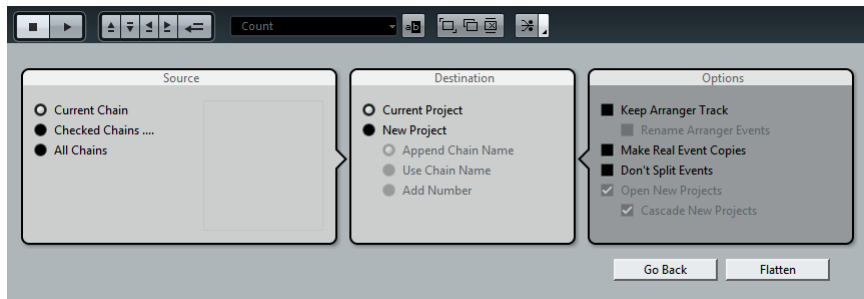 Count
Source
Current Chain
Checked Chains ....
All Chains
Destination
Current Project
New Project
Append Chain Name
Use Chain Name
Add Number
Options
Keep Arranger Track
Rename Arranger Events
Make Real Event Copies
Don't Split Events
Open New Projects
Cascade New Projects
Go Back
Flatten